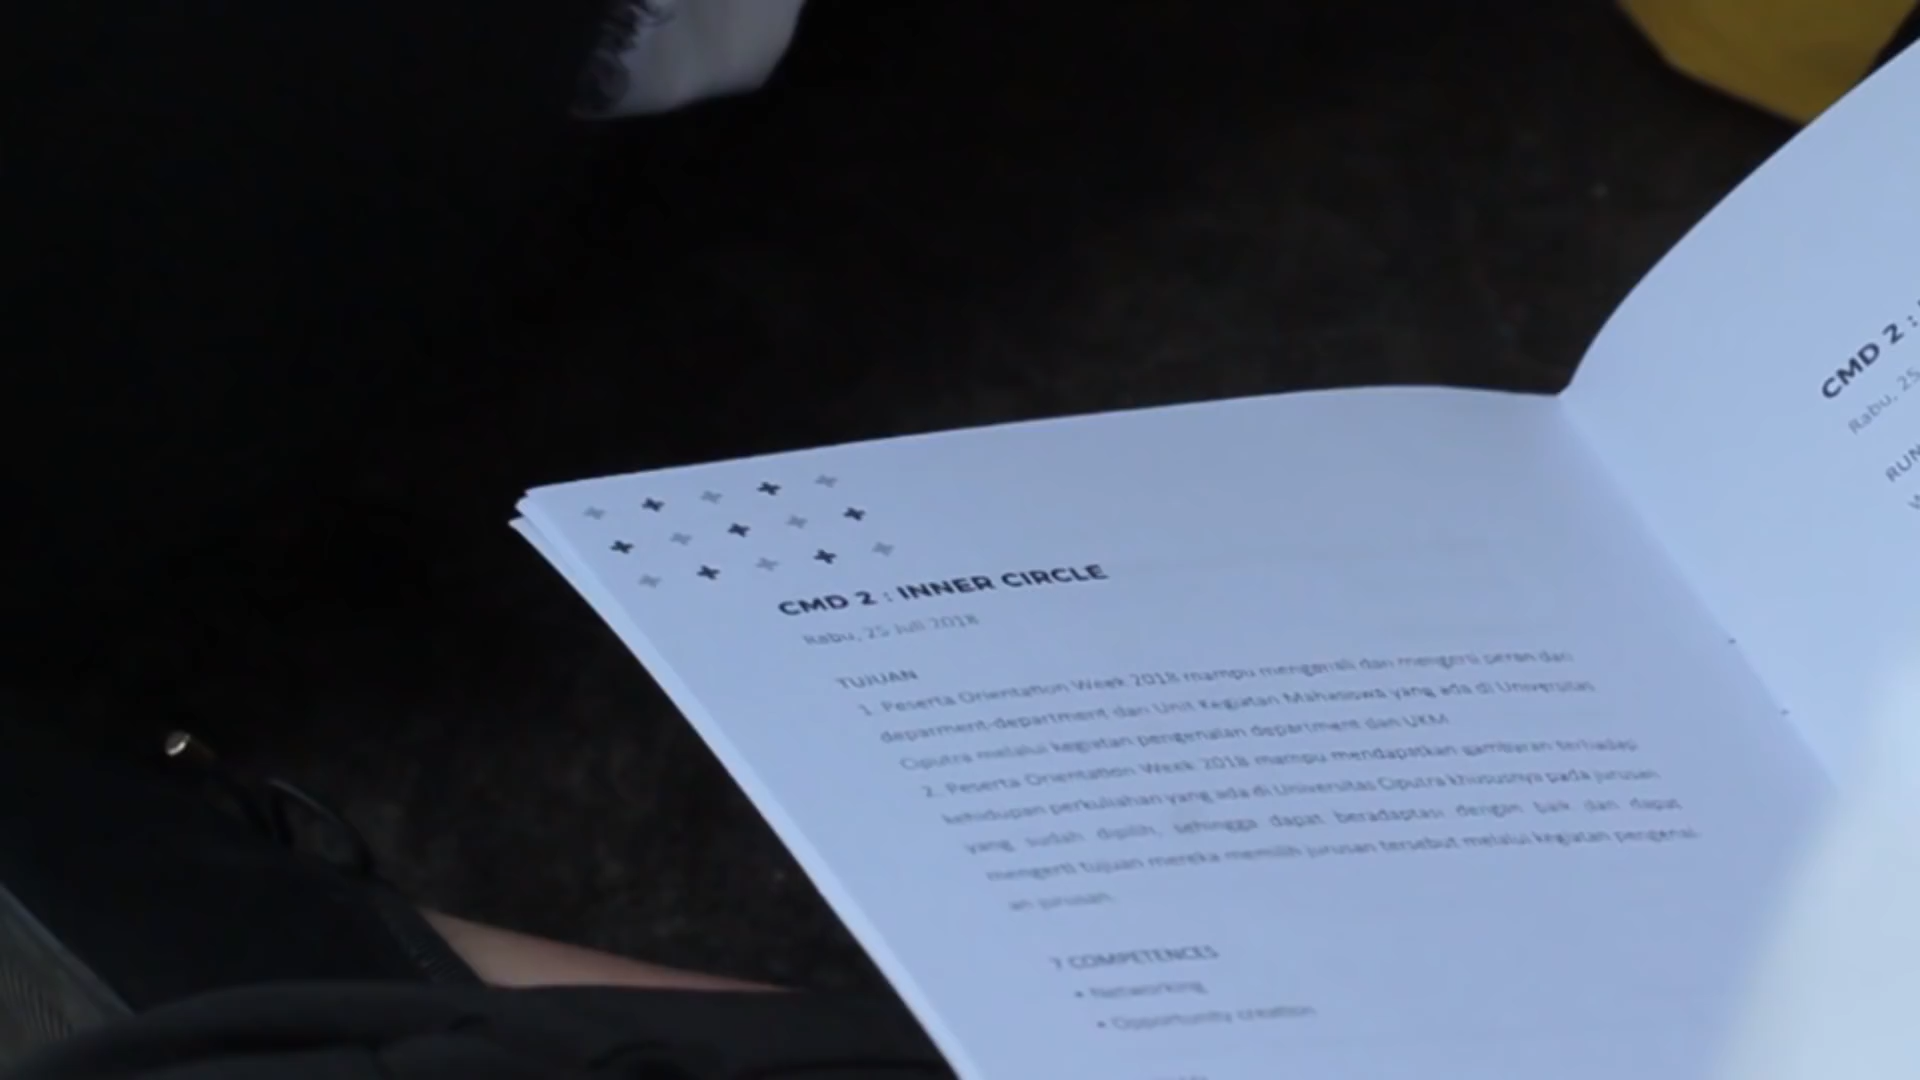 CMD 2 : INNER CIRCLE
Rabu, 25 Juli 2018
TUJUAN
1. Peserta Orientation Week 2018 mampu mengenali dan mengerti peran dari
deparment-department dan Unit Kegiatan Mahasiswa yang ada di Universitas
Ciputra melalui kegiatan pengenalan department dan UKM
2. Peserta Orientation Week 2018 mampu mendapatkan gambaran terhadap
kehidupan perkuliahan yang ada di Universitas Ciputra khususnya pada jurusan
yang sudah dipilih, sehingga dapat beradaptasi dengan baik dan dapat
mengerti tujuan mereka memilih jurusan tersebut melalui kegiatan pengenal-
an jurusan.
7 COMPETENCES
• Networking
• Opportunity creation
CMD 2 :
Rabu, 25
RUN